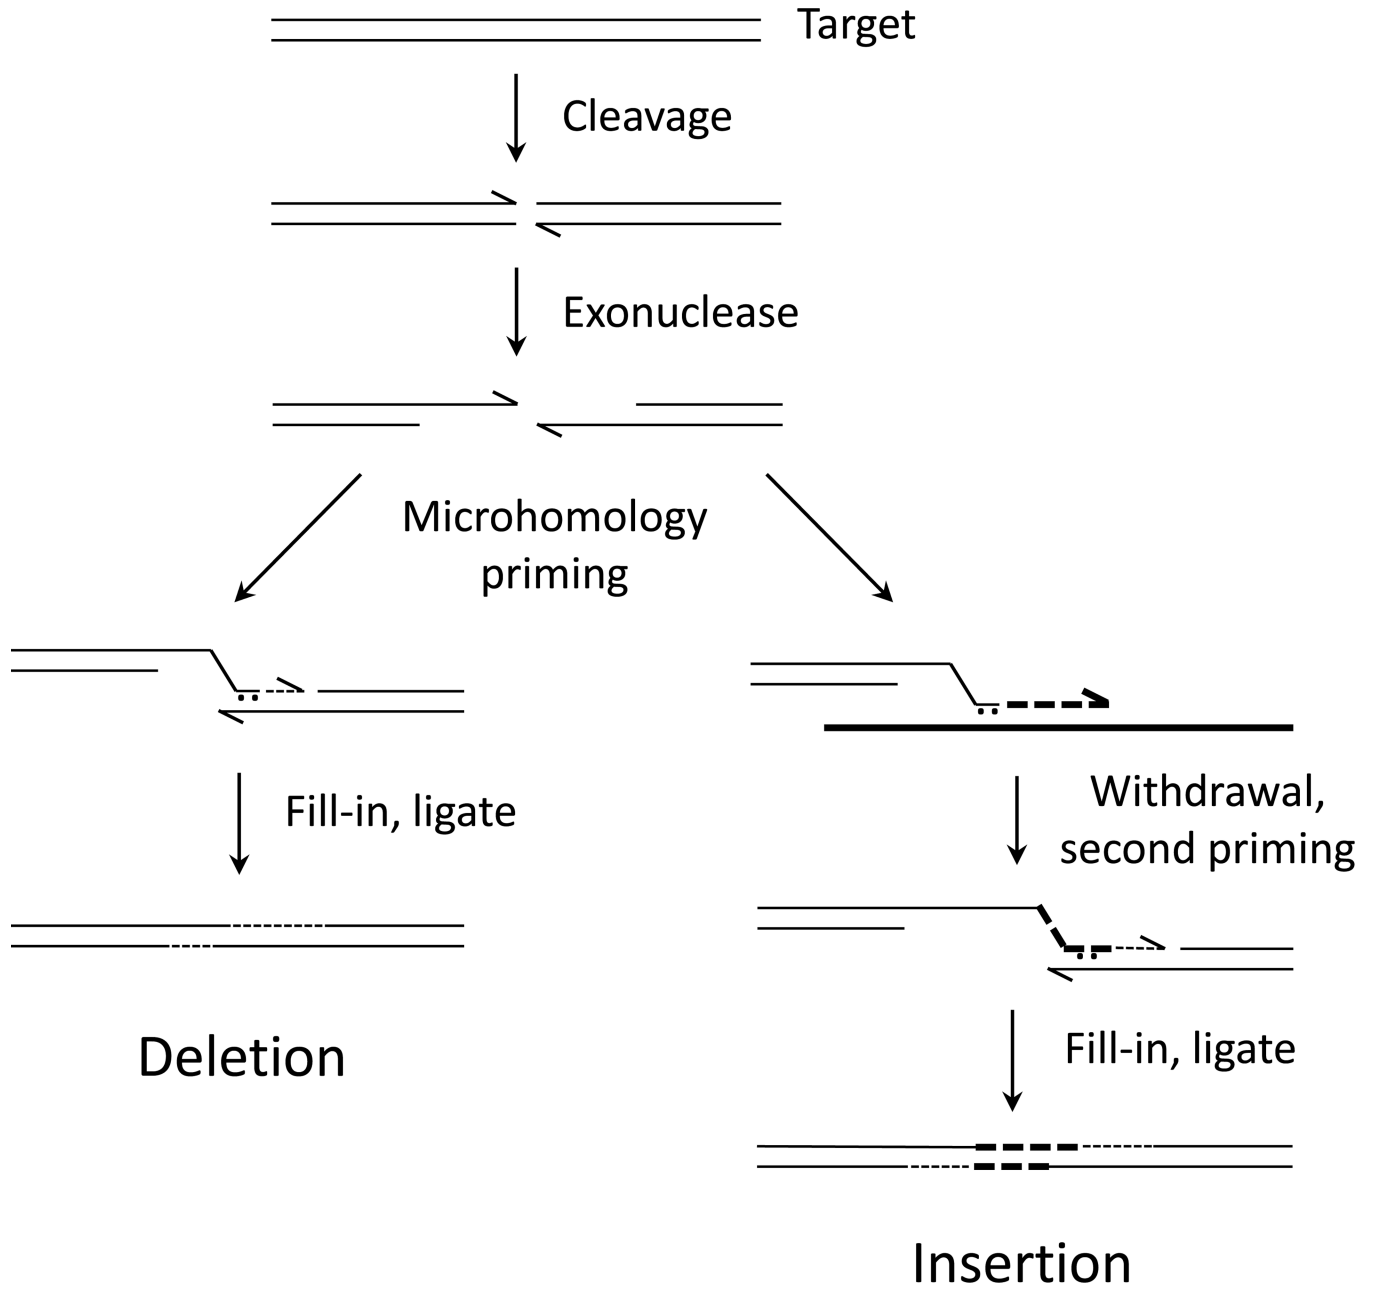 Target
Cleavage
Exonuclease
Microhomology
priming
Fill-in, ligate
Deletion
Withdrawal,
second priming
Fill-in, ligate
Insertion